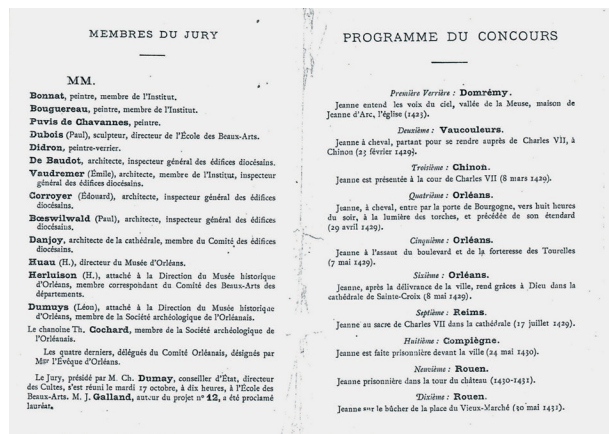 MEMBRES DU JURY
MM.
Bonnat, peintre, membre de l'Institut.
Bouguereau, peintre, membre de l'Institut.
Puvis de Chavannes, peintre.
Dubois (Paul), sculpteur, directeur de l'École des Beaux-Arts.
Didron, peintre-verrier.
De Baudot, architecte, inspecteur général des édifices diocésains.
Vaudremer (Émile), architecte, membre de l'Institut, inspecteur
général des édifices diocésains.
Corroyer (Édouard), architecte, inspecteur général des édifices
diocésains.
Bœswilwald (Paul), architecte, inspecteur général des édifices
diocésains.
Danjoy, architecte de la cathédrale, membre du Comité des édifices
diocésains.
Huau (H.), directeur du Musée d'Orléans.
Herluison (H.), attaché à la Direction du Musée historique
d'Orléans, membre correspondant du Comité des Beaux-Arts des
départements.
Dumuys (Léon), attaché à la Direction du Musée historique
d'Orléans, membre de la Société archéologique de l'Orléanais.
Le chanoine Th. Cochard, membre de la Société archéologique de
l'Orléanais.
Les quatre derniers, délégués du Comité Orléanais, désignés par
Mgr l'Évêque d'Orléans.
Le Jury, présidé par M. Ch. Dumay, conseiller d'État, directeur
des Cultes, s'est réuni le mardi 17 octobre, à dix heures, à l'École des
Beaux-Arts. M. J. Galland, auteur du projet n° 12, a été proclamé
lauréat.
PROGRAMME DU CONCOURS
Première Verrière : Domrémy.
Jeanne entend les voix du ciel, vallée de la Meuse, maison de
Jeanne d'Arc, l'église (1423).
Deuxième : Vaucouleurs.
Jeanne à cheval, partant pour se rendre auprès de Charles VII, à
Chinon (23 février 1429).
Troisième : Chinon.
Jeanne est présentée à la cour de Charles VII (8 mars 1429).
Quatrième : Orléans.
Jeanne, à cheval, entre par la porte de Bourgogne, vers huit heures
du soir, à la lumière des torches, et précédée de son étendard
(29 avril 1429).
Cinquième : Orléans.
Jeanne à l'assaut du boulevard et de la forteresse des Tourelles
(7 mai 1429).
Sixième : Orléans.
Jeanne, après la délivrance de la ville, rend grâces à Dieu dans la
cathédrale de Sainte-Croix (8 mai 1429).
Septième : Reims.
Jeanne au sacre de Charles VII dans la cathédrale (17 juillet 1429).
Huitième : Compiègne.
Jeanne est faite prisonnière devant la ville (24 mai 1430).
Neuvième : Rouen.
Jeanne prisonnière dans la tour du château (1430-1431).
Dixième : Rouen.
Jeanne sur le bûcher de la place du Vieux-Marché (30 mai 1431).